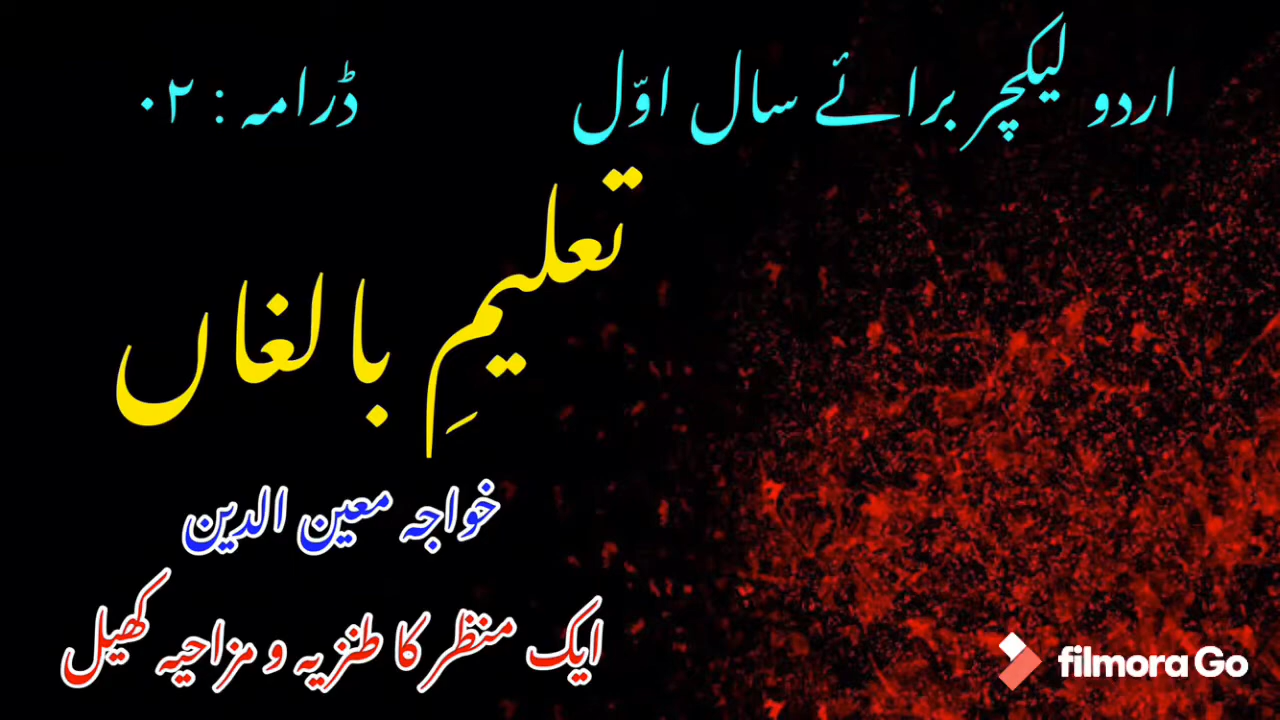 اردو لیکچر برائے سال اوّل
ڈرامہ : ۰۲
تعلیمِ بالغاں
خواجہ معین الدین
ایک منظر کا طنزیہ و مزاحیہ کھیل
filmora Go